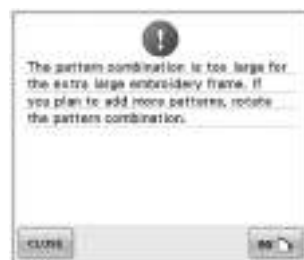 The pattern combination is too large for
the extra large embroidery frame. If
you plan to add more patterns, rotate
the pattern combination.
CLOSE
90